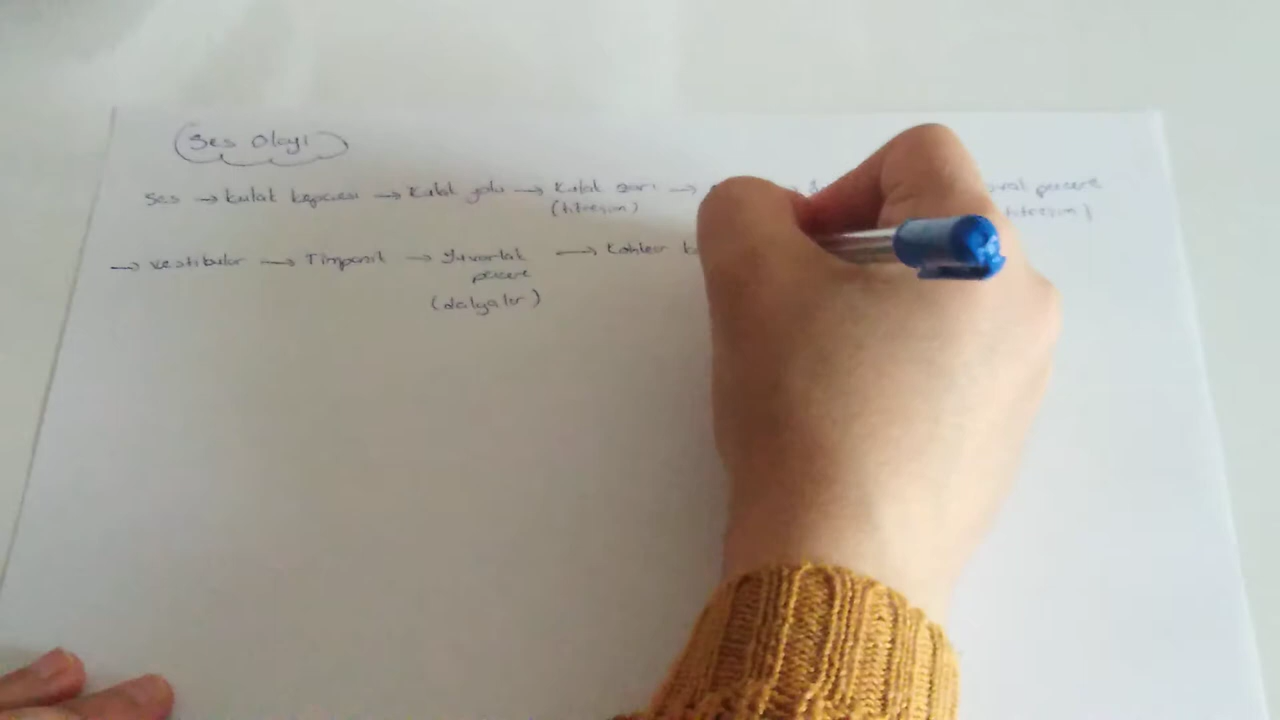 Ses Olayı
Ses → kulak kepçesi → Kulak yolu → Kulak zarı →
(titreşim)
oval pencere
(titreşim)
→ vestibular → Timpanik → Yuvarlak → Kohlear
pencere
(dalgalar)